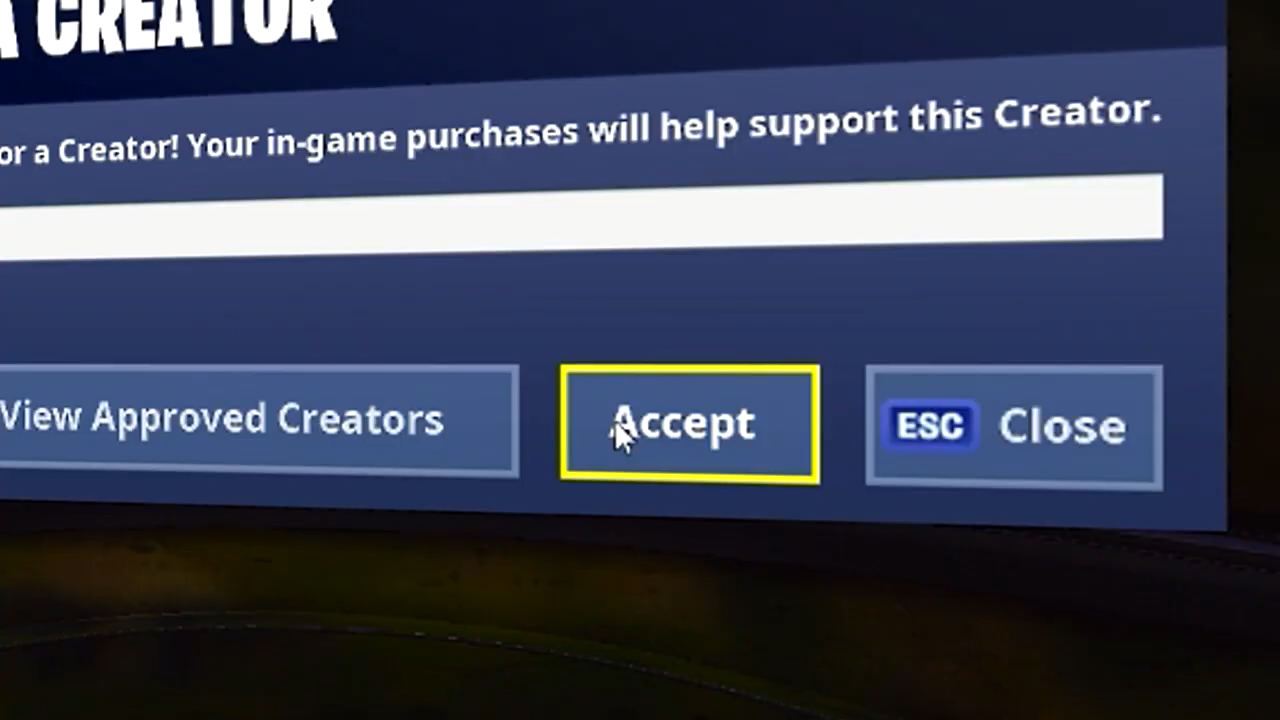 A CREATOR
or a Creator! Your in-game purchases will help support this Creator.
View Approved Creators
Accept
ESC Close